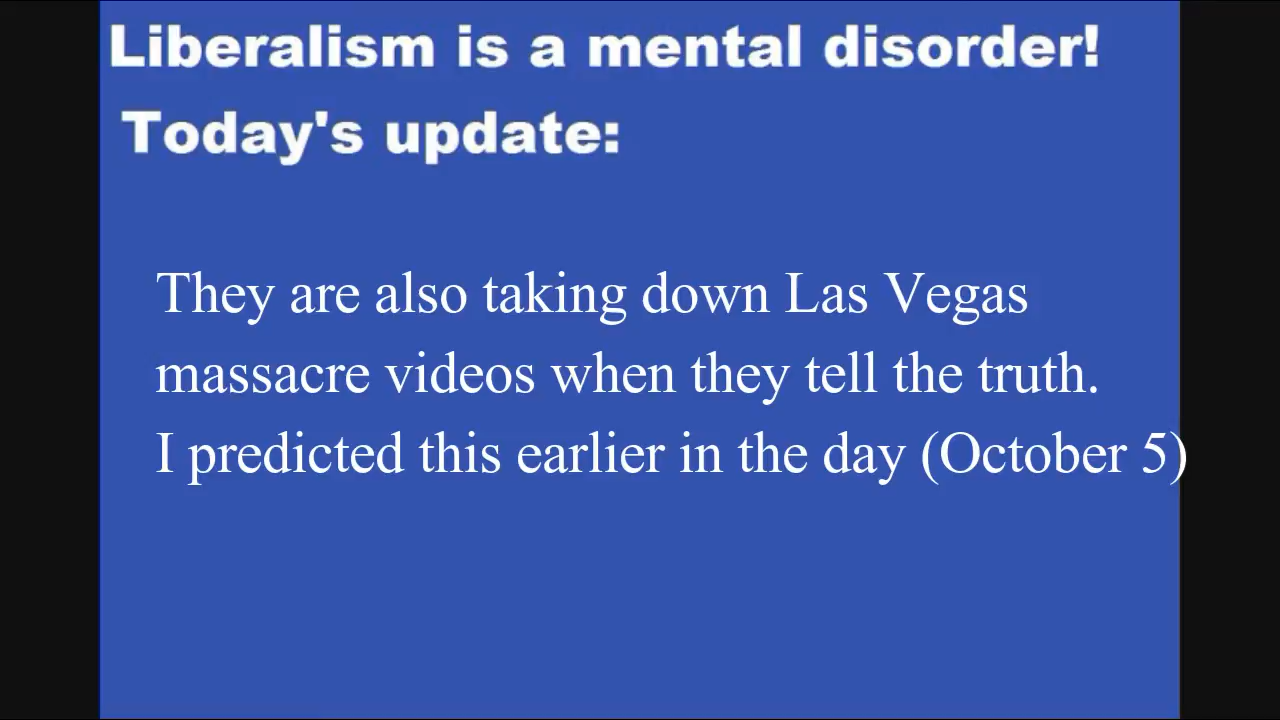 Liberalism is a mental disorder!
Today's update:
They are also taking down Las Vegas
massacre videos when they tell the truth.
I predicted this earlier in the day (October 5)